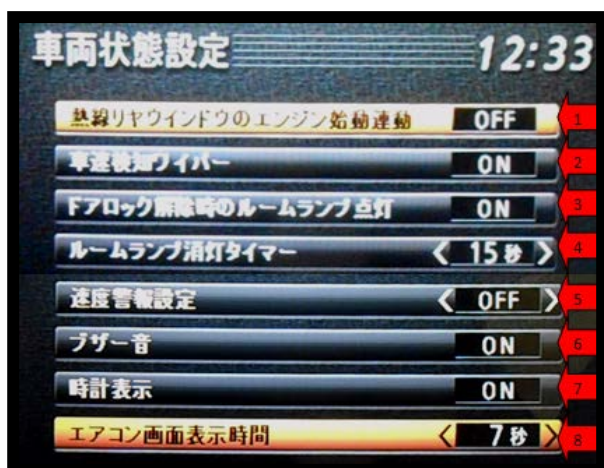 車両状態設定 12:33
熱線リヤウインドウのエンジン始動連動 OFF 1
車速検知ワイパー ON 2
ドアロック解除時のルームランプ点灯 ON 3
ルームランプ消灯タイマー 15秒 4
速度警報設定 OFF 5
ブザー音 ON 6
時計表示 ON 7
エアコン画面表示時間 7秒 8